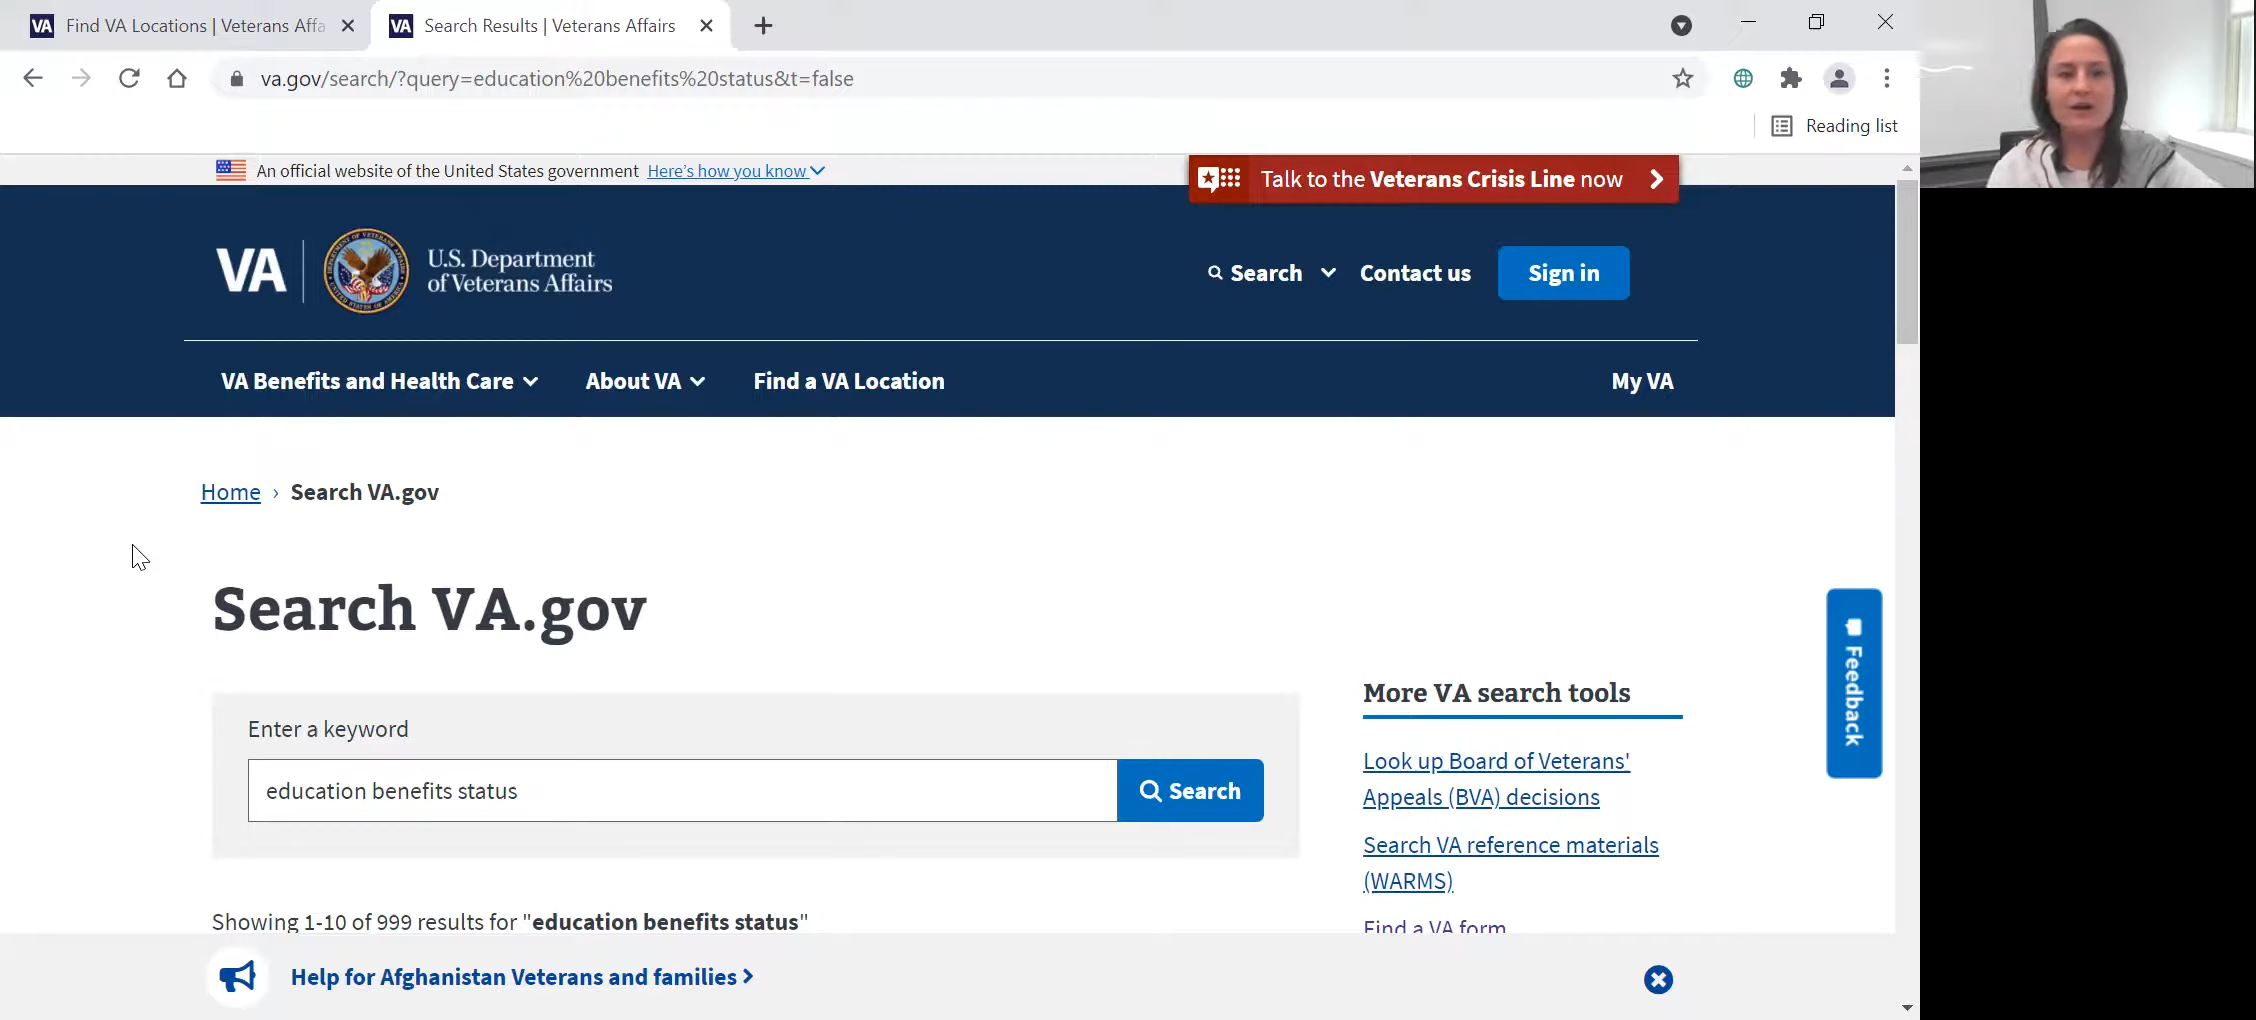 Find VA Locations | Veterans Affa
Search Results | Veterans Affairs
va.gov/search/?query=education%20benefits%20status&t=false
Reading list
An official website of the United States government Here's how you know
Talk to the Veterans Crisis Line now
VA
U.S. Department
of Veterans Affairs
Search
Contact us
Sign in
VA Benefits and Health Care
About VA
Find a VA Location
My VA
Home › Search VA.gov
Search VA.gov
Enter a keyword
education benefits status
Search
Showing 1-10 of 999 results for "education benefits status"
More VA search tools
Look up Board of Veterans'
Appeals (BVA) decisions
Search VA reference materials
(WARMS)
Find a VA form
Feedback
Help for Afghanistan Veterans and families